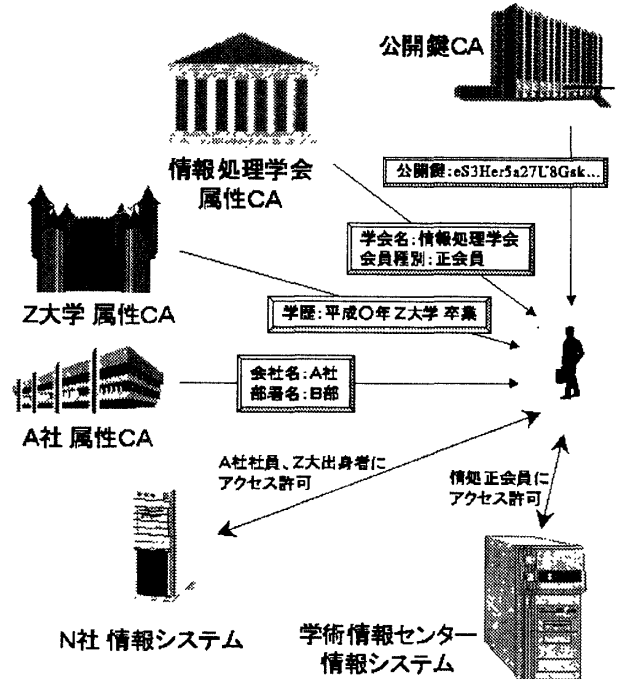 公開鍵CA
情報処理学会
属性CA
公開鍵:eS3Her5a27U8Gsk...
学会名:情報処理学会
会員種別:正会員
Z大学 属性CA
学歴:平成〇年 Z大学 卒業
会社名:A社
部署名:B部
A社 属性CA
A社社員、Z大出身者に
アクセス許可
情処正会員に
アクセス許可
N社 情報システム
学術情報センター
情報システム